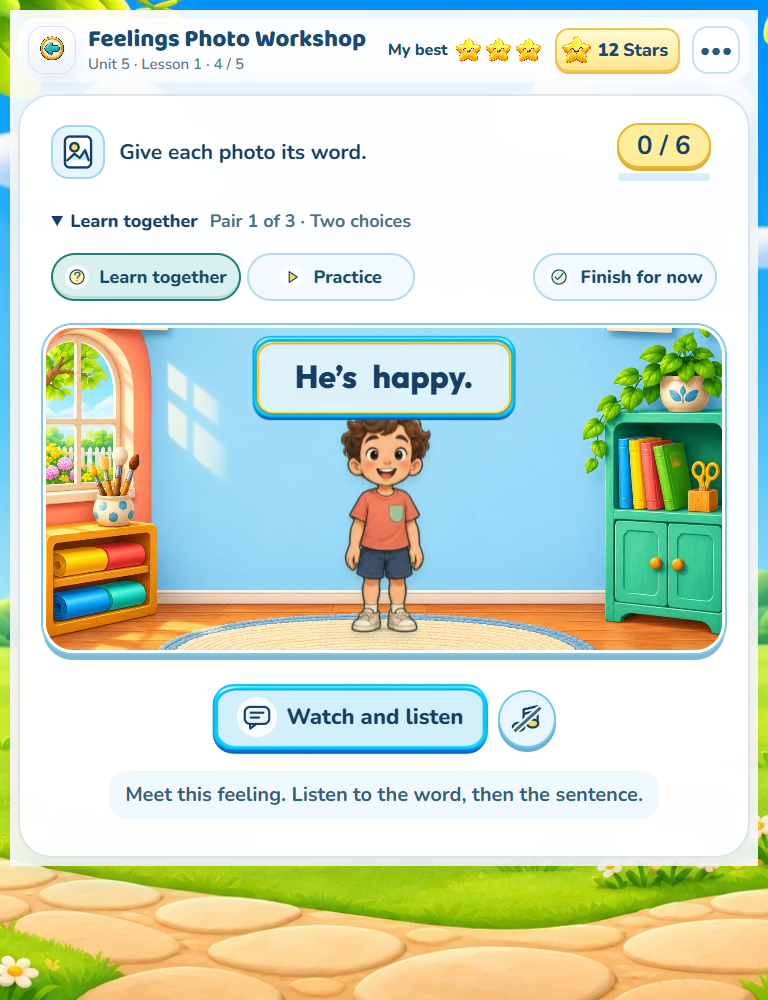 Feelings Photo Workshop
Unit 5 · Lesson 1 · 4 / 5
My best
12 Stars
Give each photo its word.
0 / 6
Learn together Pair 1 of 3 · Two choices
Learn together
Practice
Finish for now
He’s happy.
Watch and listen
Meet this feeling. Listen to the word, then the sentence.